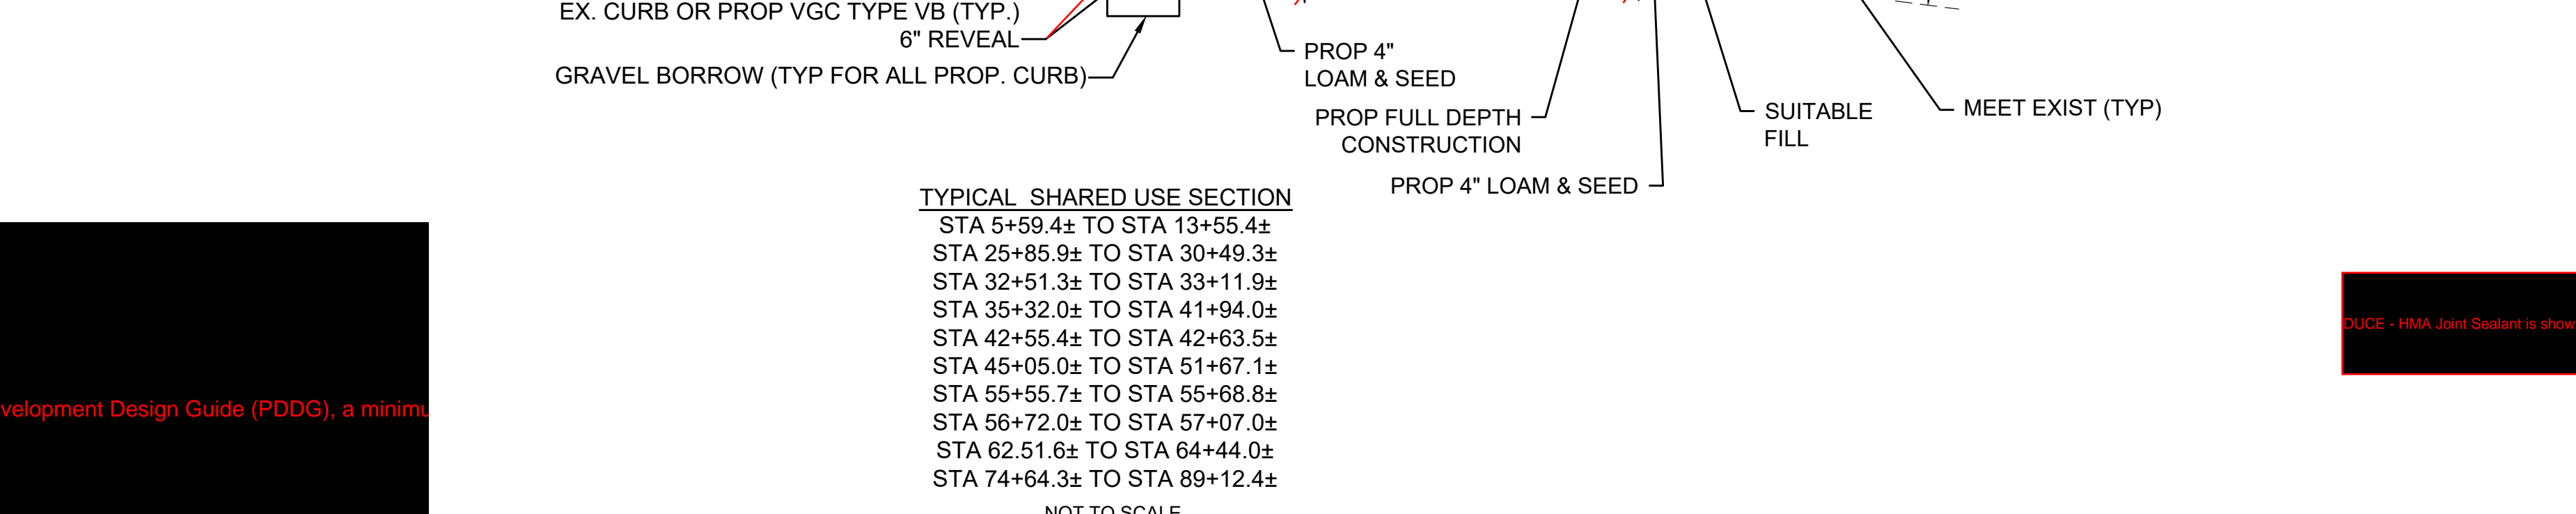 EX. CURB OR PROP VGC TYPE VB (TYP.)
6" REVEAL
GRAVEL BORROW (TYP FOR ALL PROP. CURB)
PROP 4"
LOAM & SEED
PROP FULL DEPTH
CONSTRUCTION
PROP 4" LOAM & SEED
SUITABLE
FILL
MEET EXIST (TYP)
TYPICAL SHARED USE SECTION
STA 5+59.4± TO STA 13+55.4±
STA 25+85.9± TO STA 30+49.3±
STA 32+51.3± TO STA 33+11.9±
STA 35+32.0± TO STA 41+94.0±
STA 42+55.4± TO STA 42+63.5±
STA 45+05.0± TO STA 51+67.1±
STA 55+55.7± TO STA 55+68.8±
STA 56+72.0± TO STA 57+07.0±
STA 62.51.6± TO STA 64+44.0±
STA 74+64.3± TO STA 89+12.4±
NOT TO SCALE
velopment Design Guide (PDDG), a minimu
DUCE - HMA Joint Sealant is show